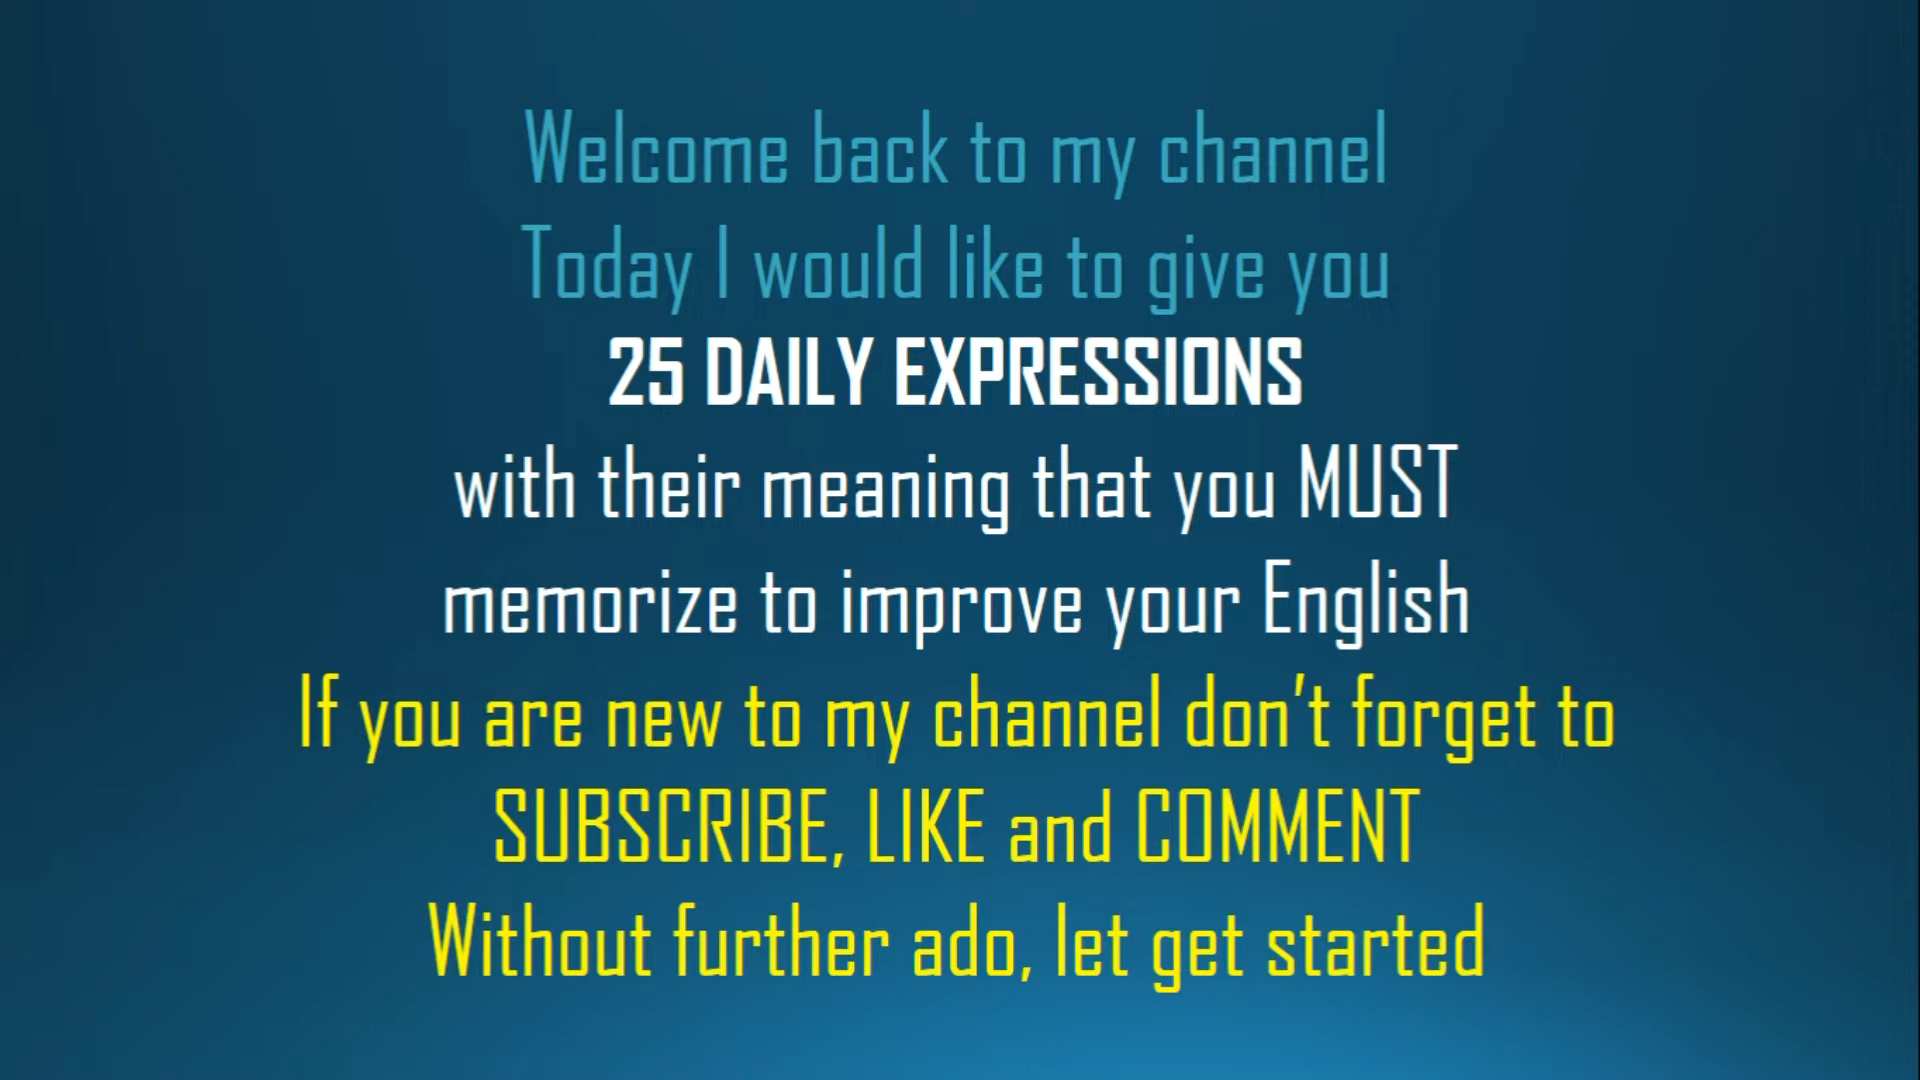 Welcome back to my channel
Today I would like to give you
25 DAILY EXPRESSIONS
with their meaning that you MUST
memorize to improve your English
If you are new to my channel don't forget to
SUBSCRIBE, LIKE and COMMENT
Without further ado, let get started